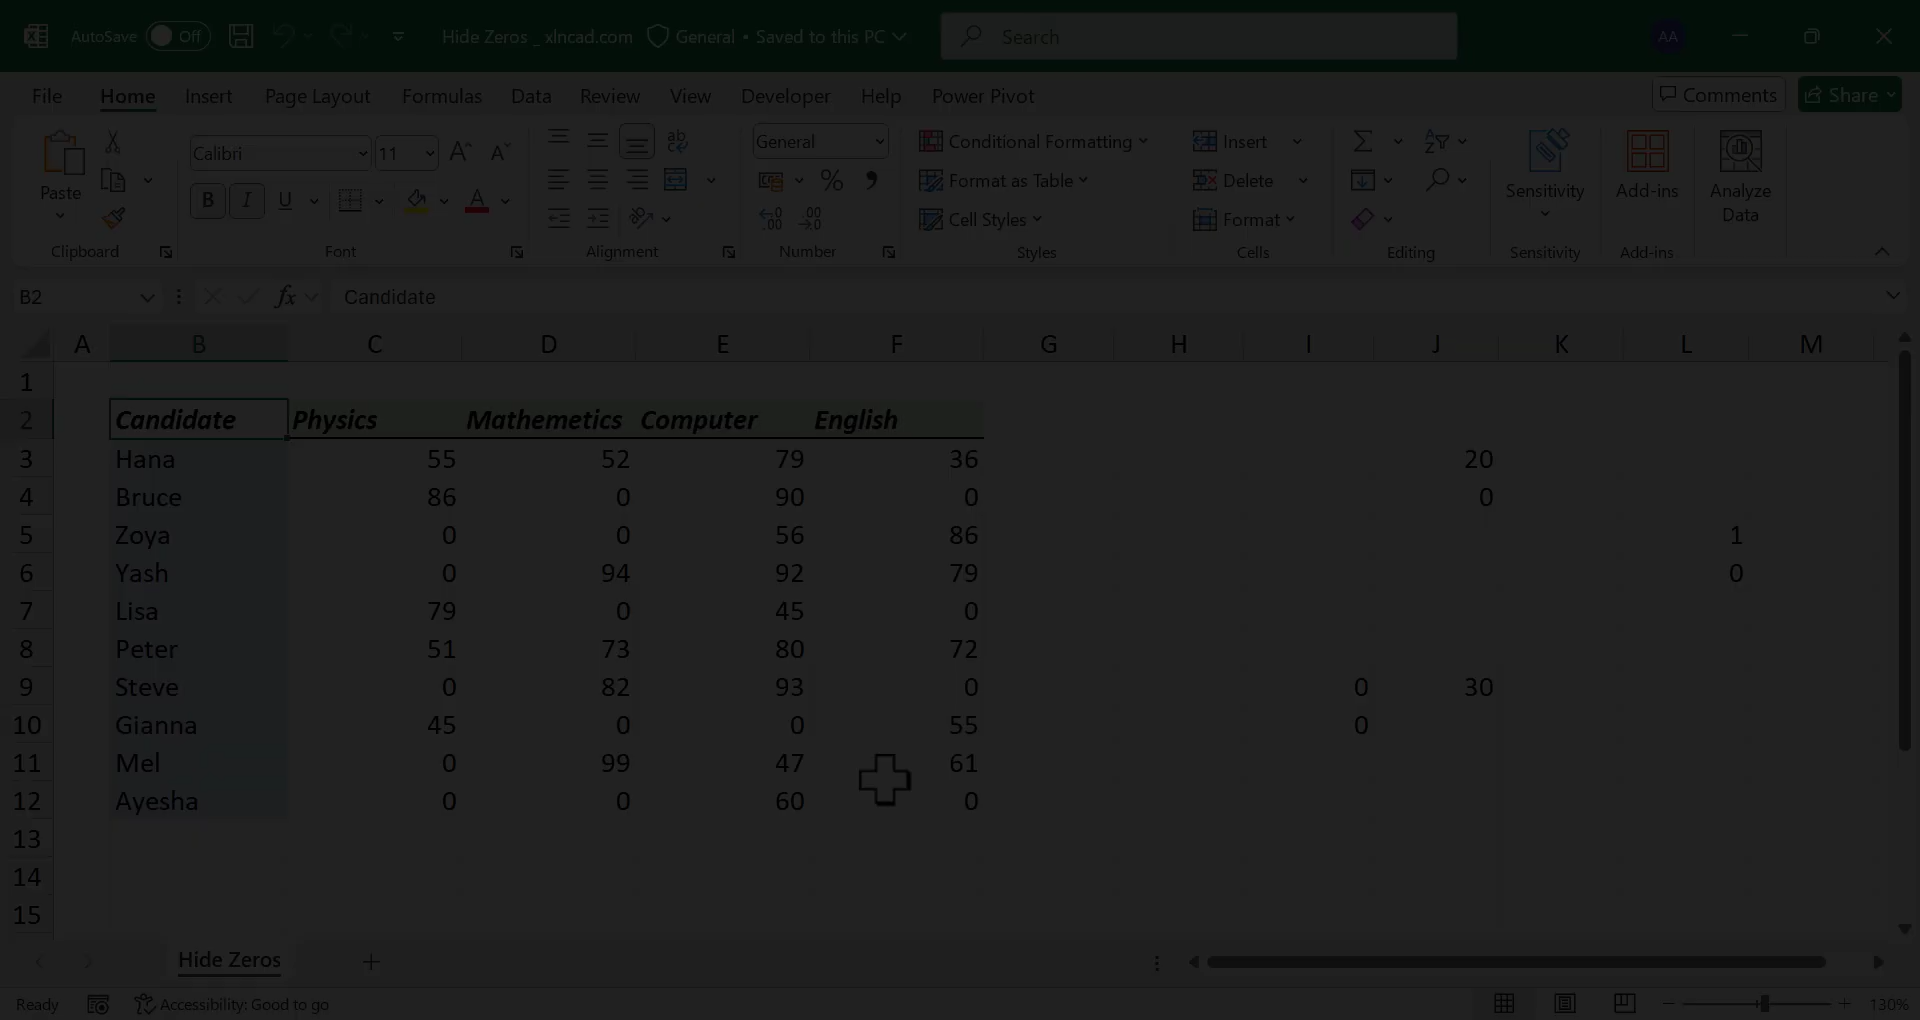 AutoSave Off Hide Zeros _ xlncad.com General • Saved to this PC Search AA
File Home Insert Page Layout Formulas Data Review View Developer Help Power Pivot Comments Share
Paste Calibri 11 General Conditional Formatting Insert
Format as Table Delete
Cell Styles Format
Sensitivity Add-ins Analyze Data
Clipboard Font Alignment Number Styles Cells Editing Sensitivity Add-ins
B2 fx Candidate
A B C D E F G H I J K L M
1
2 Candidate Physics Mathemetics Computer English
3 Hana 55 52 79 36 20
4 Bruce 86 0 90 0 0
5 Zoya 0 0 56 86 1
6 Yash 0 94 92 79 0
7 Lisa 79 0 45 0
8 Peter 51 73 80 72
9 Steve 0 82 93 0 0 30
10 Gianna 45 0 0 55 0
11 Mel 0 99 47 61
12 Ayesha 0 0 60 0
13
14
15
Hide Zeros
Ready Accessibility: Good to go 130%